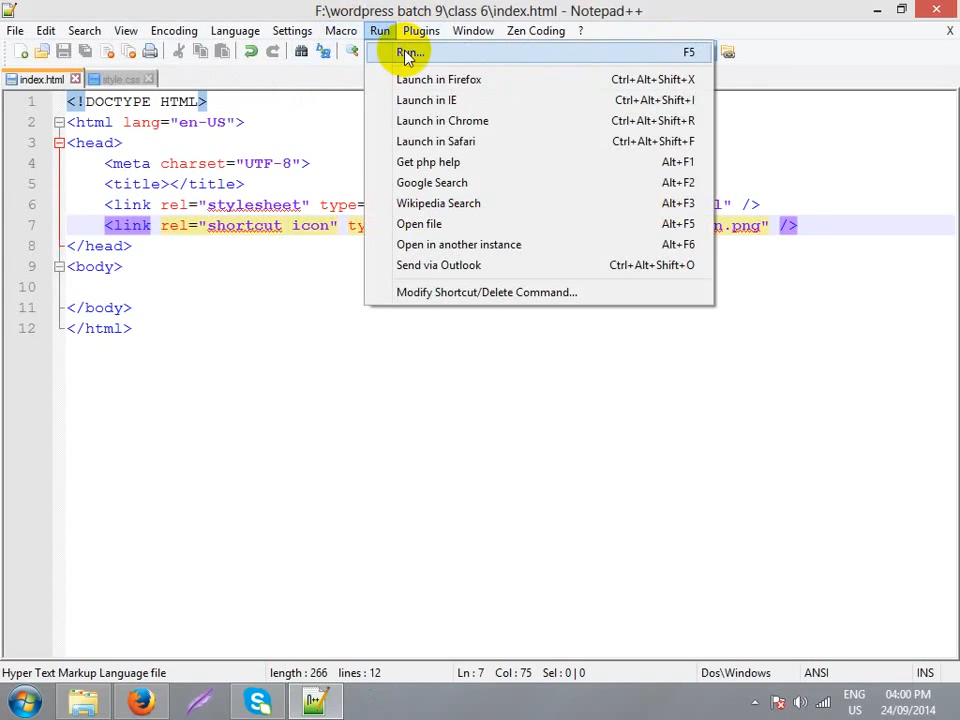 F:\wordpress batch 9\class 6\index.html - Notepad++
File Edit Search View Encoding Language Settings Macro Run Plugins Window Zen Coding ? X
index.html style.css
Run... F5
Launch in Firefox Ctrl+Alt+Shift+X
Launch in IE Ctrl+Alt+Shift+I
Launch in Chrome Ctrl+Alt+Shift+R
Launch in Safari Ctrl+Alt+Shift+F
Get php help Alt+F1
Google Search Alt+F2
Wikipedia Search Alt+F3
Open file Alt+F5
Open in another instance Alt+F6
Send via Outlook Ctrl+Alt+Shift+O
Modify Shortcut/Delete Command...
1 <!DOCTYPE HTML>
2 <html lang="en-US">
3 <head>
4 <meta charset="UTF-8">
5 <title></title>
6 <link rel="stylesheet" type= " />
7 <link rel="shortcut icon" .png" />
8 </head>
9 <body>
10
11 </body>
12 </html>
Hyper Text Markup Language file length : 266 lines : 12 Ln : 7 Col : 75 Sel : 0 | 0 Dos\Windows ANSI INS
ENG 04:00 PM
US 24/09/2014